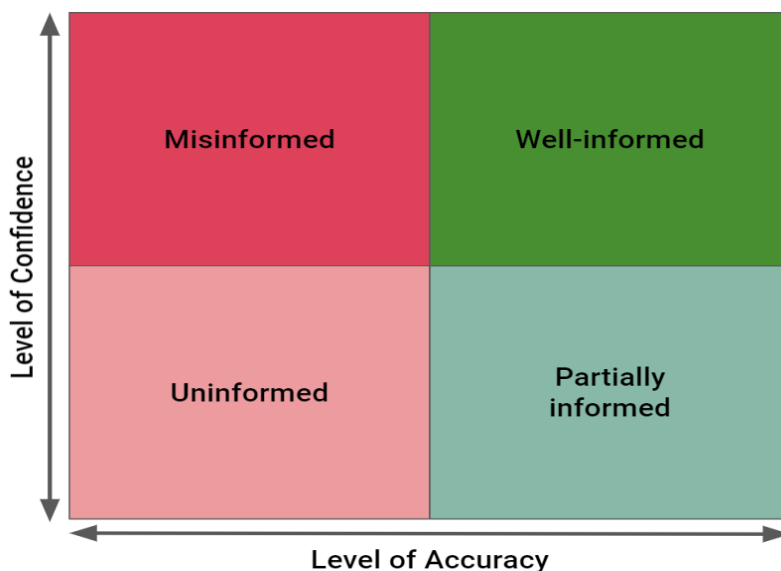 Level of Confidence
Misinformed
Well-informed
Uninformed
Partially
informed
Level of Accuracy